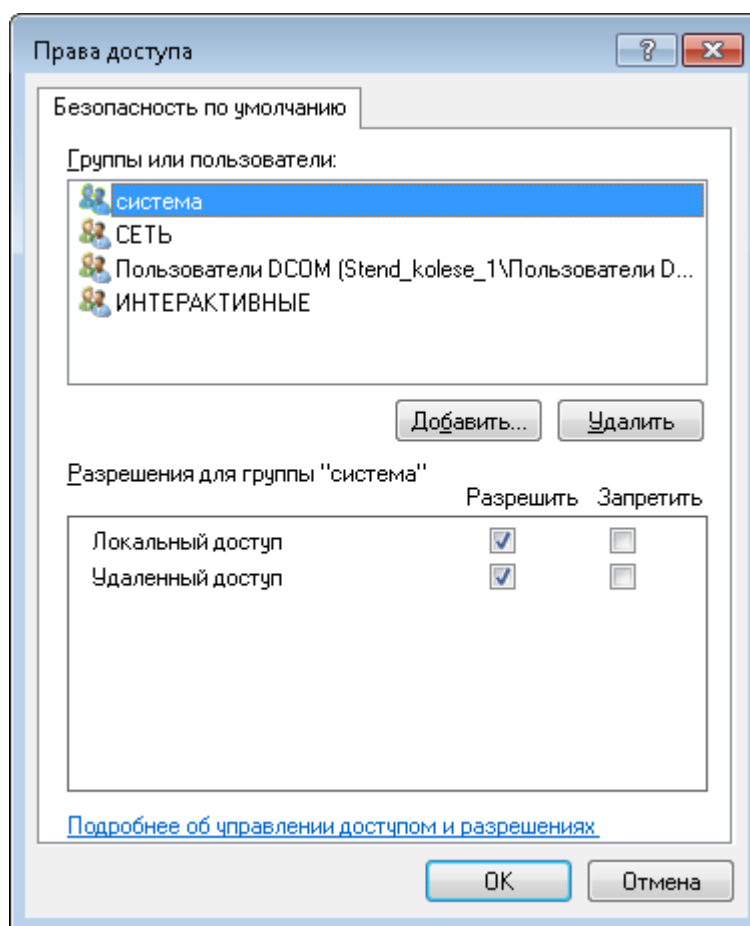 Права доступа
Безопасность по умолчанию
Группы или пользователи:
система
СЕТЬ
Пользователи DCOM (Stend_kolese_1\Пользователи D...
ИНТЕРАКТИВНЫЕ
Добавить... Удалить
Разрешения для группы "система"
Разрешить Запретить
Локальный доступ
Удаленный доступ
Подробнее об управлении доступом и разрешениях
OK Отмена